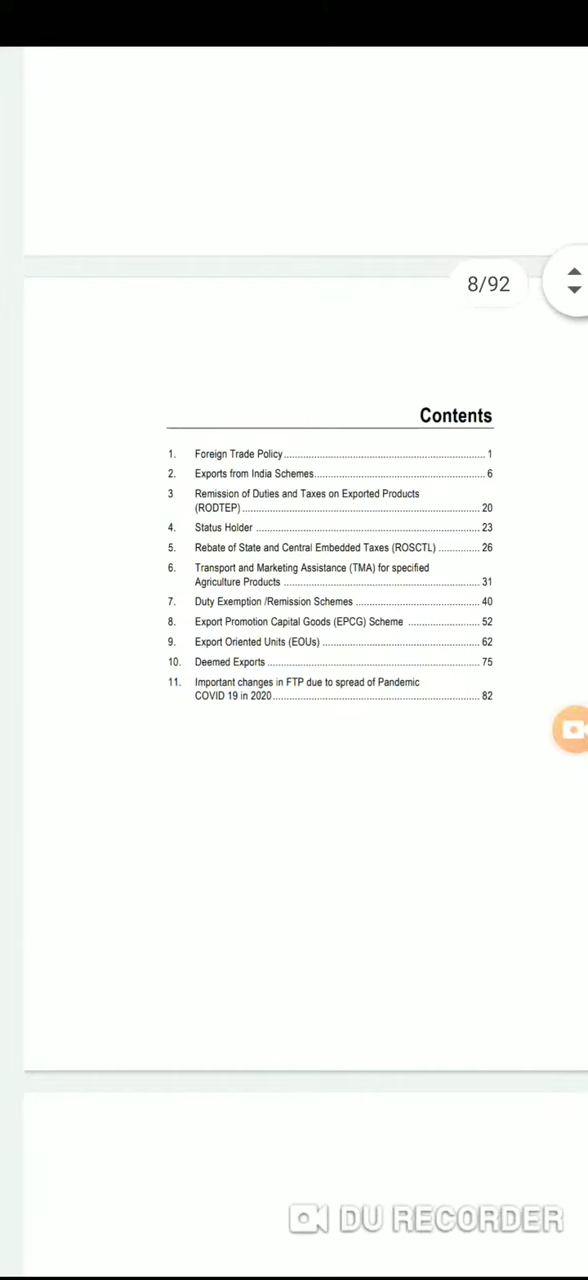 8/92
Contents
1. Foreign Trade Policy.......................................................................... 1
2. Exports from India Schemes.............................................................. 6
3 Remission of Duties and Taxes on Exported Products
(RODTEP) ...................................................................................... 20
4. Status Holder .................................................................................. 23
5. Rebate of State and Central Embedded Taxes (ROSCTL) .............. 26
6. Transport and Marketing Assistance (TMA) for specified
Agriculture Products ....................................................................... 31
7. Duty Exemption /Remission Schemes ............................................. 40
8. Export Promotion Capital Goods (EPCG) Scheme .......................... 52
9. Export Oriented Units (EOUs) .......................................................... 62
10. Deemed Exports ............................................................................. 75
11. Important changes in FTP due to spread of Pandemic
COVID 19 in 2020........................................................................... 82
DU RECORDER